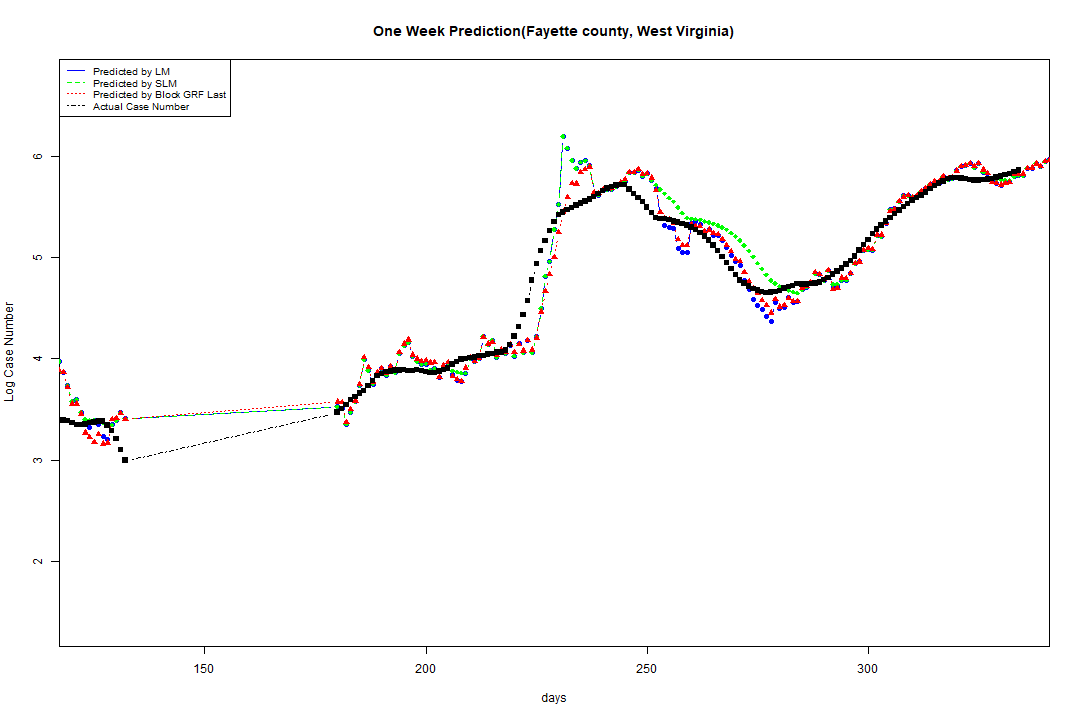 One Week Prediction(Fayette county, West Virginia)
Predicted by LM
Predicted by SLM
Predicted by Block GRF Last
Actual Case Number
6
5
4
3
2
Log Case Number
150 200 250 300
days